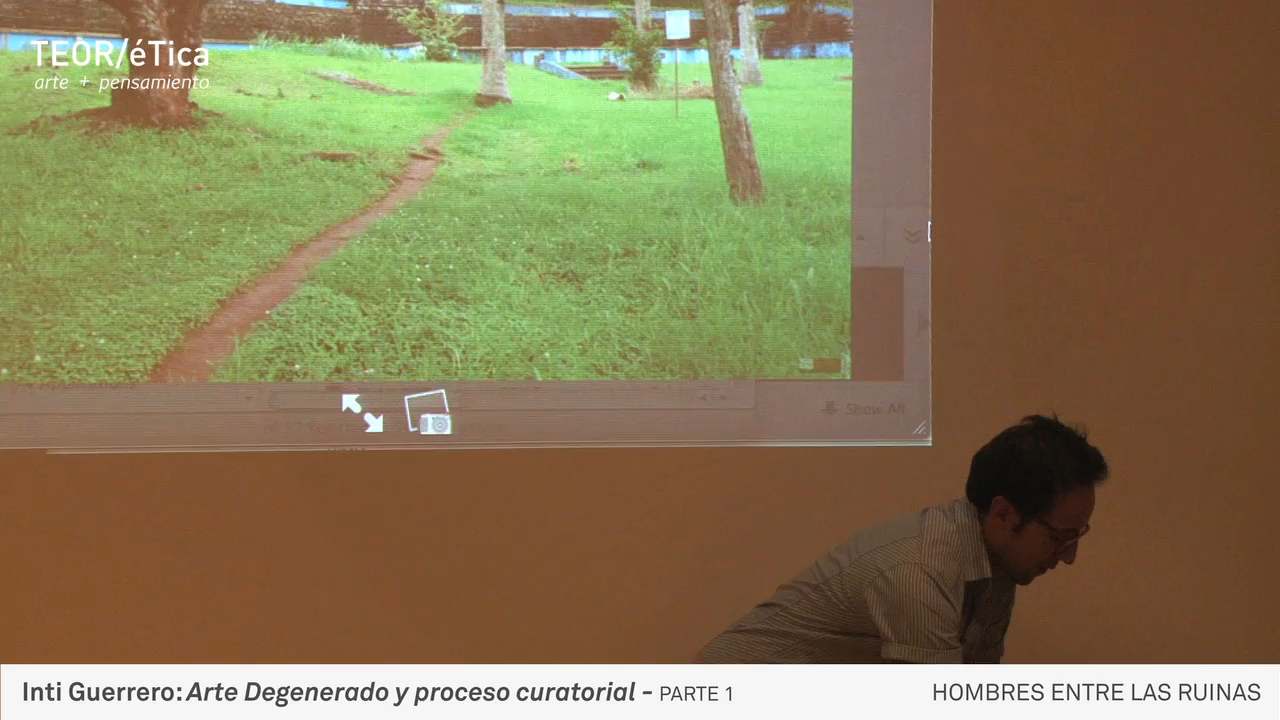 TEOR/éTica
arte + pensamiento
Show All
Inti Guerrero: Arte Degenerado y proceso curatorial - PARTE 1
HOMBRES ENTRE LAS RUINAS